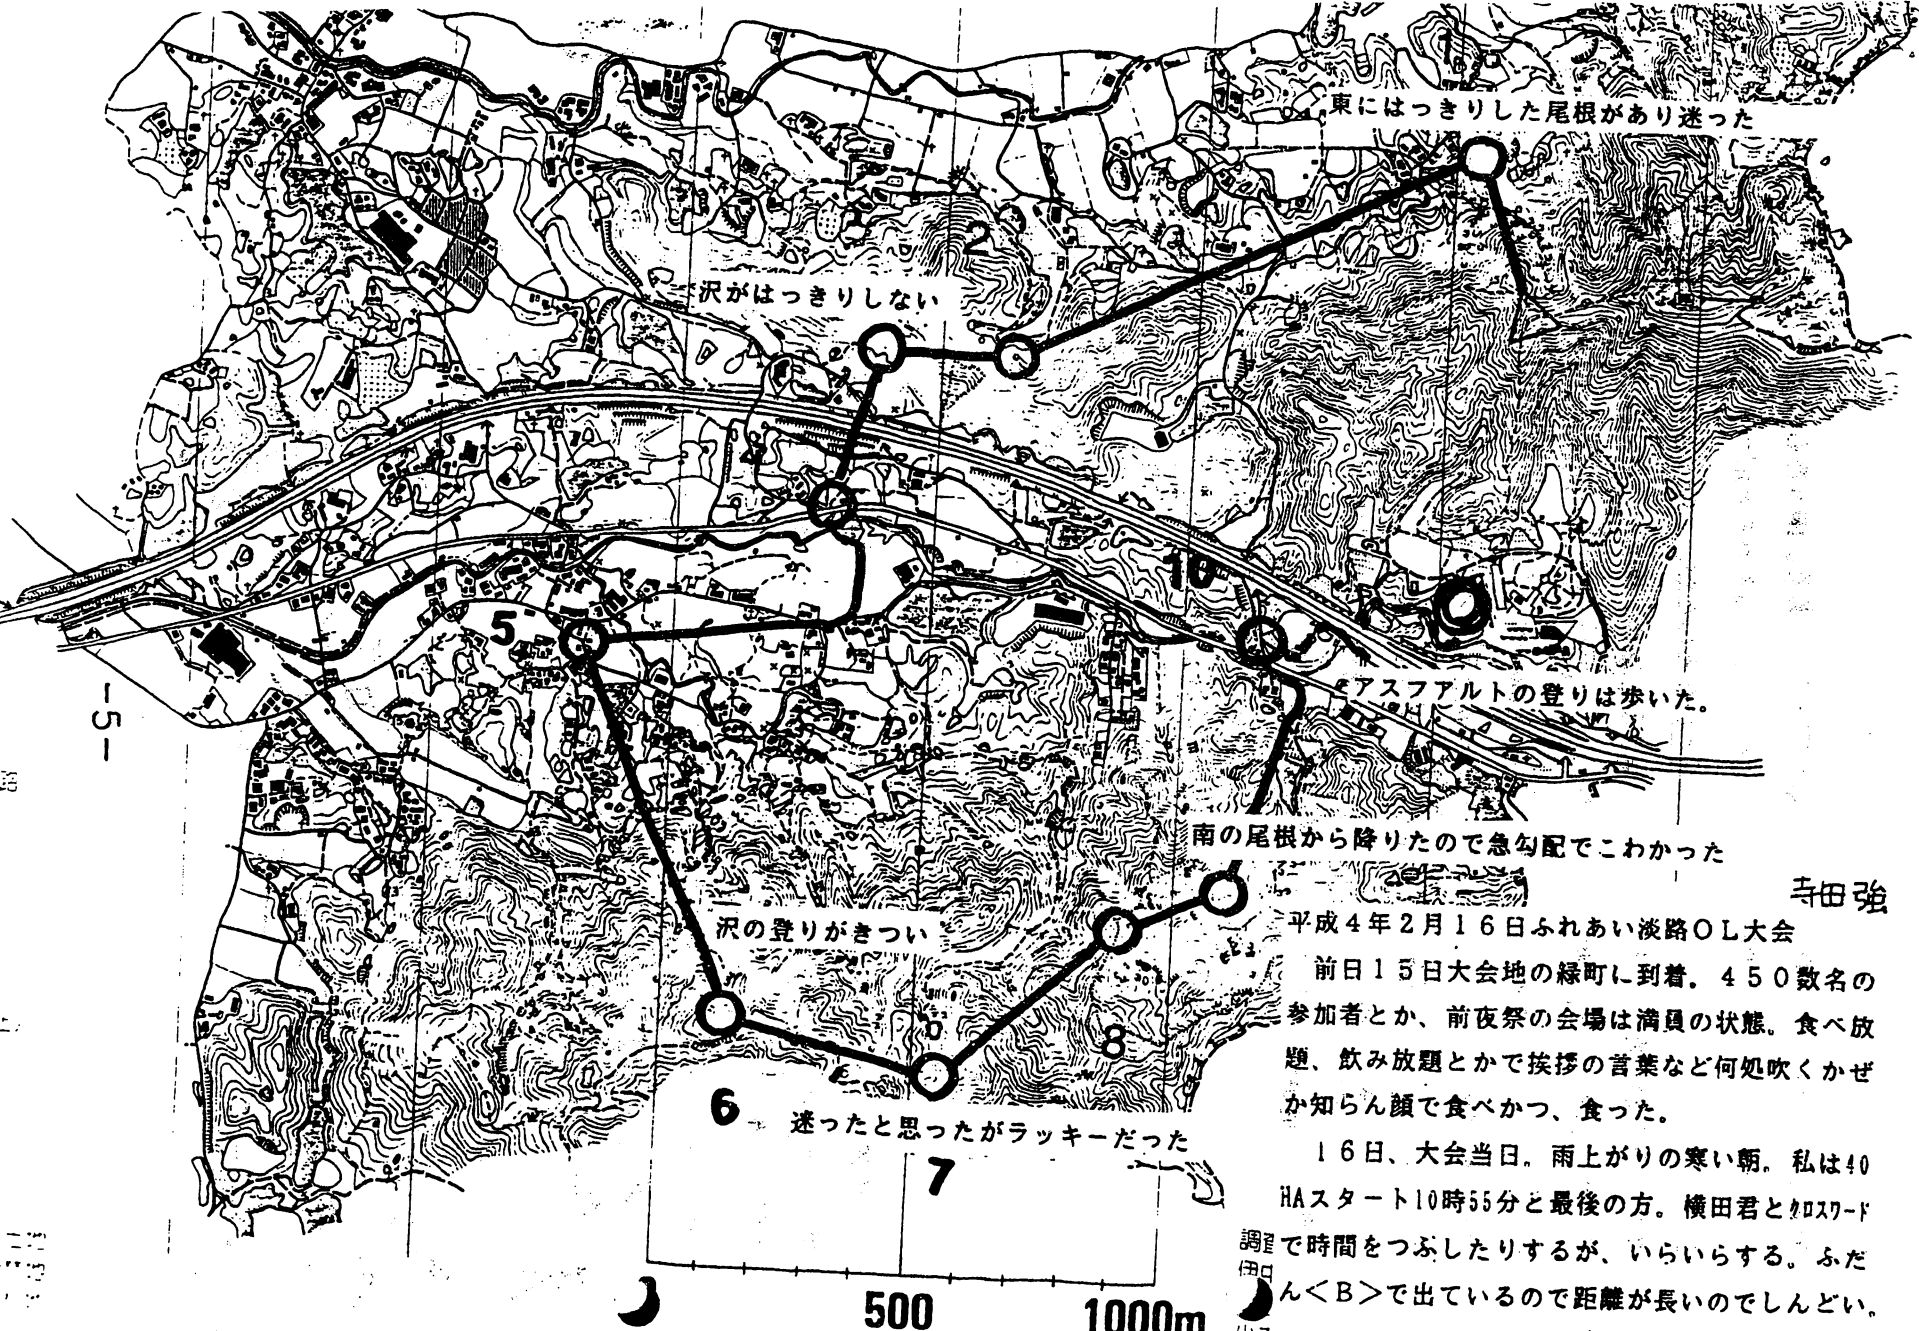 東にはっきりした尾根があり迷った
2
沢がはっきりしない
10
5
アスファルトの登りは歩いた。
-5-
南の尾根から降りたので急勾配でこわかった
沢の登りがきつい
8
6
迷ったと思ったがラッキーだった
7
500
1000m
寺田 強
平成4年2月16日ふれあい淡路OL大会
前日15日大会地の緑町に到着。450数名の
参加者とか、前夜祭の会場は満員の状態。食べ放
題、飲み放題とかで挨拶の言葉など何処吹くかぜ
か知らん顔で食べかつ、食った。
16日、大会当日。雨上がりの寒い朝。私は40
HAスタート10時55分と最後の方。横田君とクロスワード
で時間をつぶしたりするが、いらいらする。ふだ
ん＜B＞で出ているので距離が長いのでしんどい。